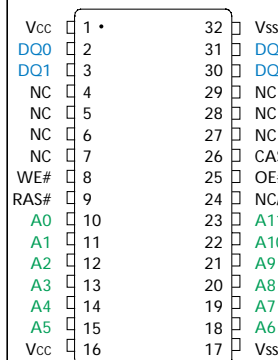 Vcc 1 • 32 Vss
DQ0 2 31 DQ
DQ1 3 30 DQ
NC 4 29 NC
NC 5 28 NC
NC 6 27 NC
NC 7 26 CAS
WE# 8 25 OE#
RAS# 9 24 NC/
A0 10 23 A11
A1 11 22 A10
A2 12 21 A9
A3 13 20 A8
A4 14 19 A7
A5 15 18 A6
Vcc 16 17 Vss